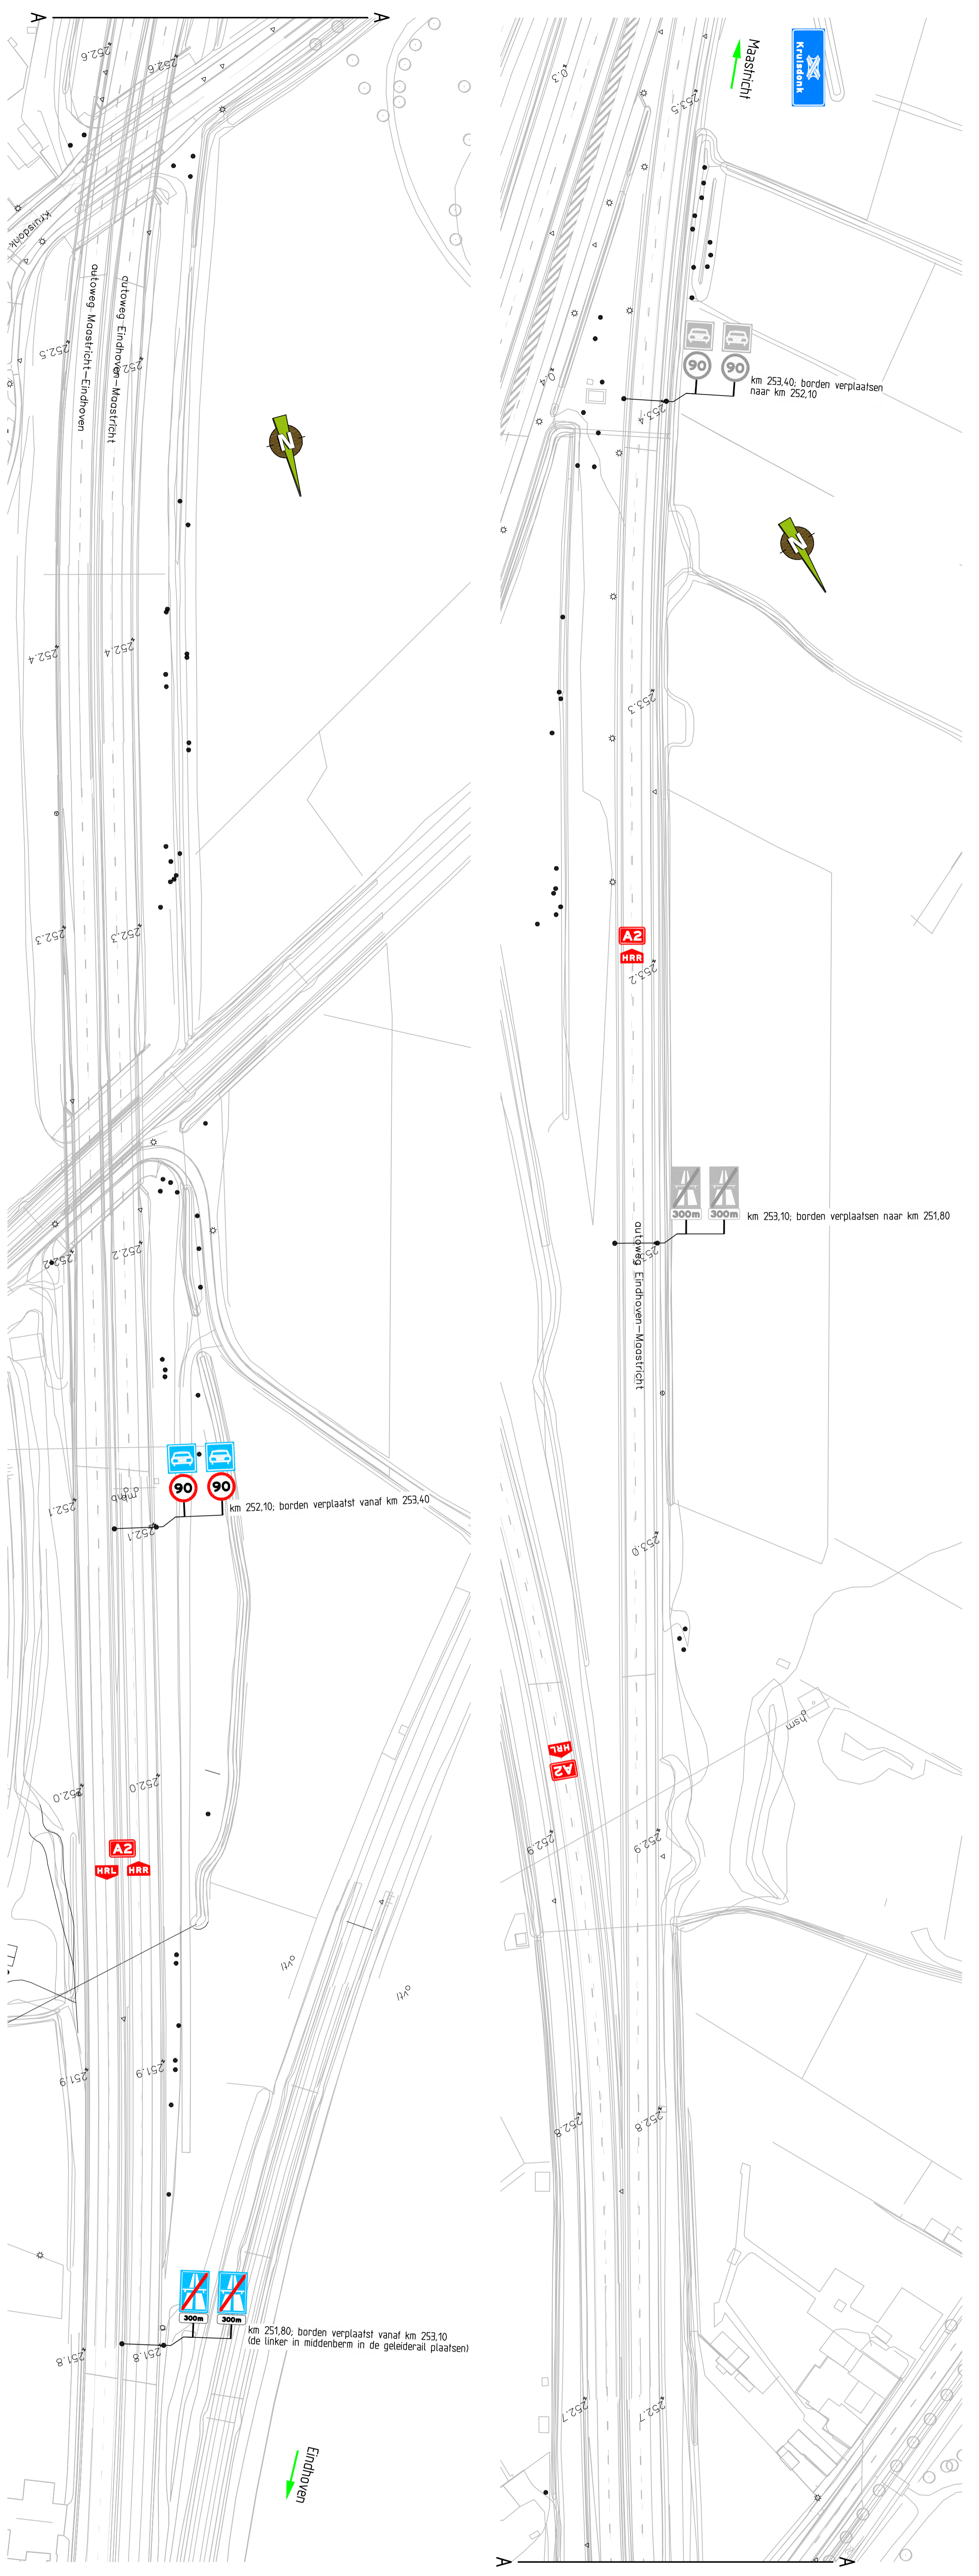 A
A
252.6
252.6
Kruisdonk
autoweg Maastricht-Eindhoven
autoweg Eindhoven-Maastricht
252.5
N
252.4
252.4
252.3
252.3
252.2
252.2
90
90
km 252,10; borden verplaatst vanaf km 253,40
252.1
252.1
252.0
252.0
A2
HRL
HRR
vtl
vtl
251.9
251.9
300m
300m
km 251,80; borden verplaatst vanaf km 253,10
(de linker in middenberm in de geleiderail plaatsen)
251.8
251.8
Eindhoven
Maastricht
Kruisdonk
0.3
253.5
90
90
km 253,40; borden verplaatsen
naar km 252,10
0.4
253.4
N
253.3
A2
HRR
253.2
300m
300m
km 253,10; borden verplaatsen naar km 251,80
autoweg Eindhoven-Maastricht
253.0
hsm
HRL
A2
252.9
252.9
252.8
252.8
252.7
252.7
A
A